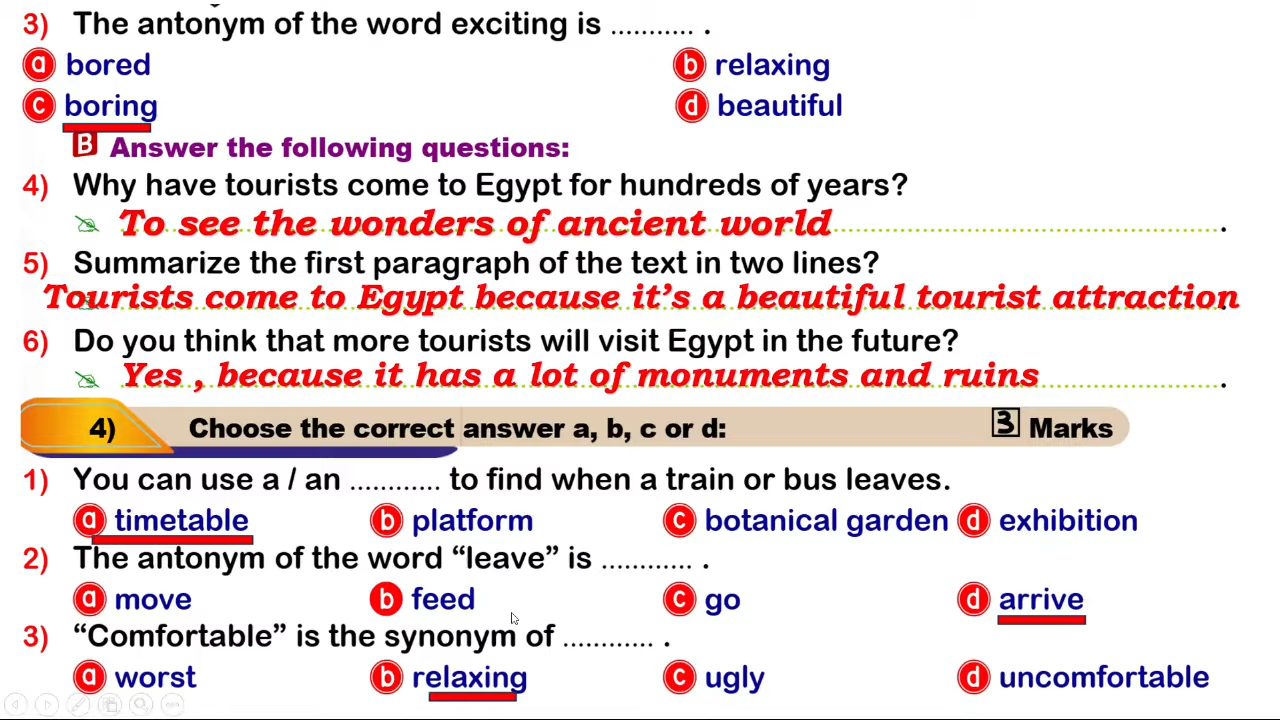 3) The antonym of the word exciting is ........... .
a bored b relaxing
c boring d beautiful
B Answer the following questions:
4) Why have tourists come to Egypt for hundreds of years?
To see the wonders of ancient world .
5) Summarize the first paragraph of the text in two lines?
Tourists come to Egypt because it's a beautiful tourist attraction
6) Do you think that more tourists will visit Egypt in the future?
Yes , because it has a lot of monuments and ruins .
4) Choose the correct answer a, b, c or d: 3 Marks
1) You can use a / an ............ to find when a train or bus leaves.
a timetable b platform c botanical garden d exhibition
2) The antonym of the word “leave” is ............ .
a move b feed c go d arrive
3) “Comfortable” is the synonym of ............ .
a worst b relaxing c ugly d uncomfortable